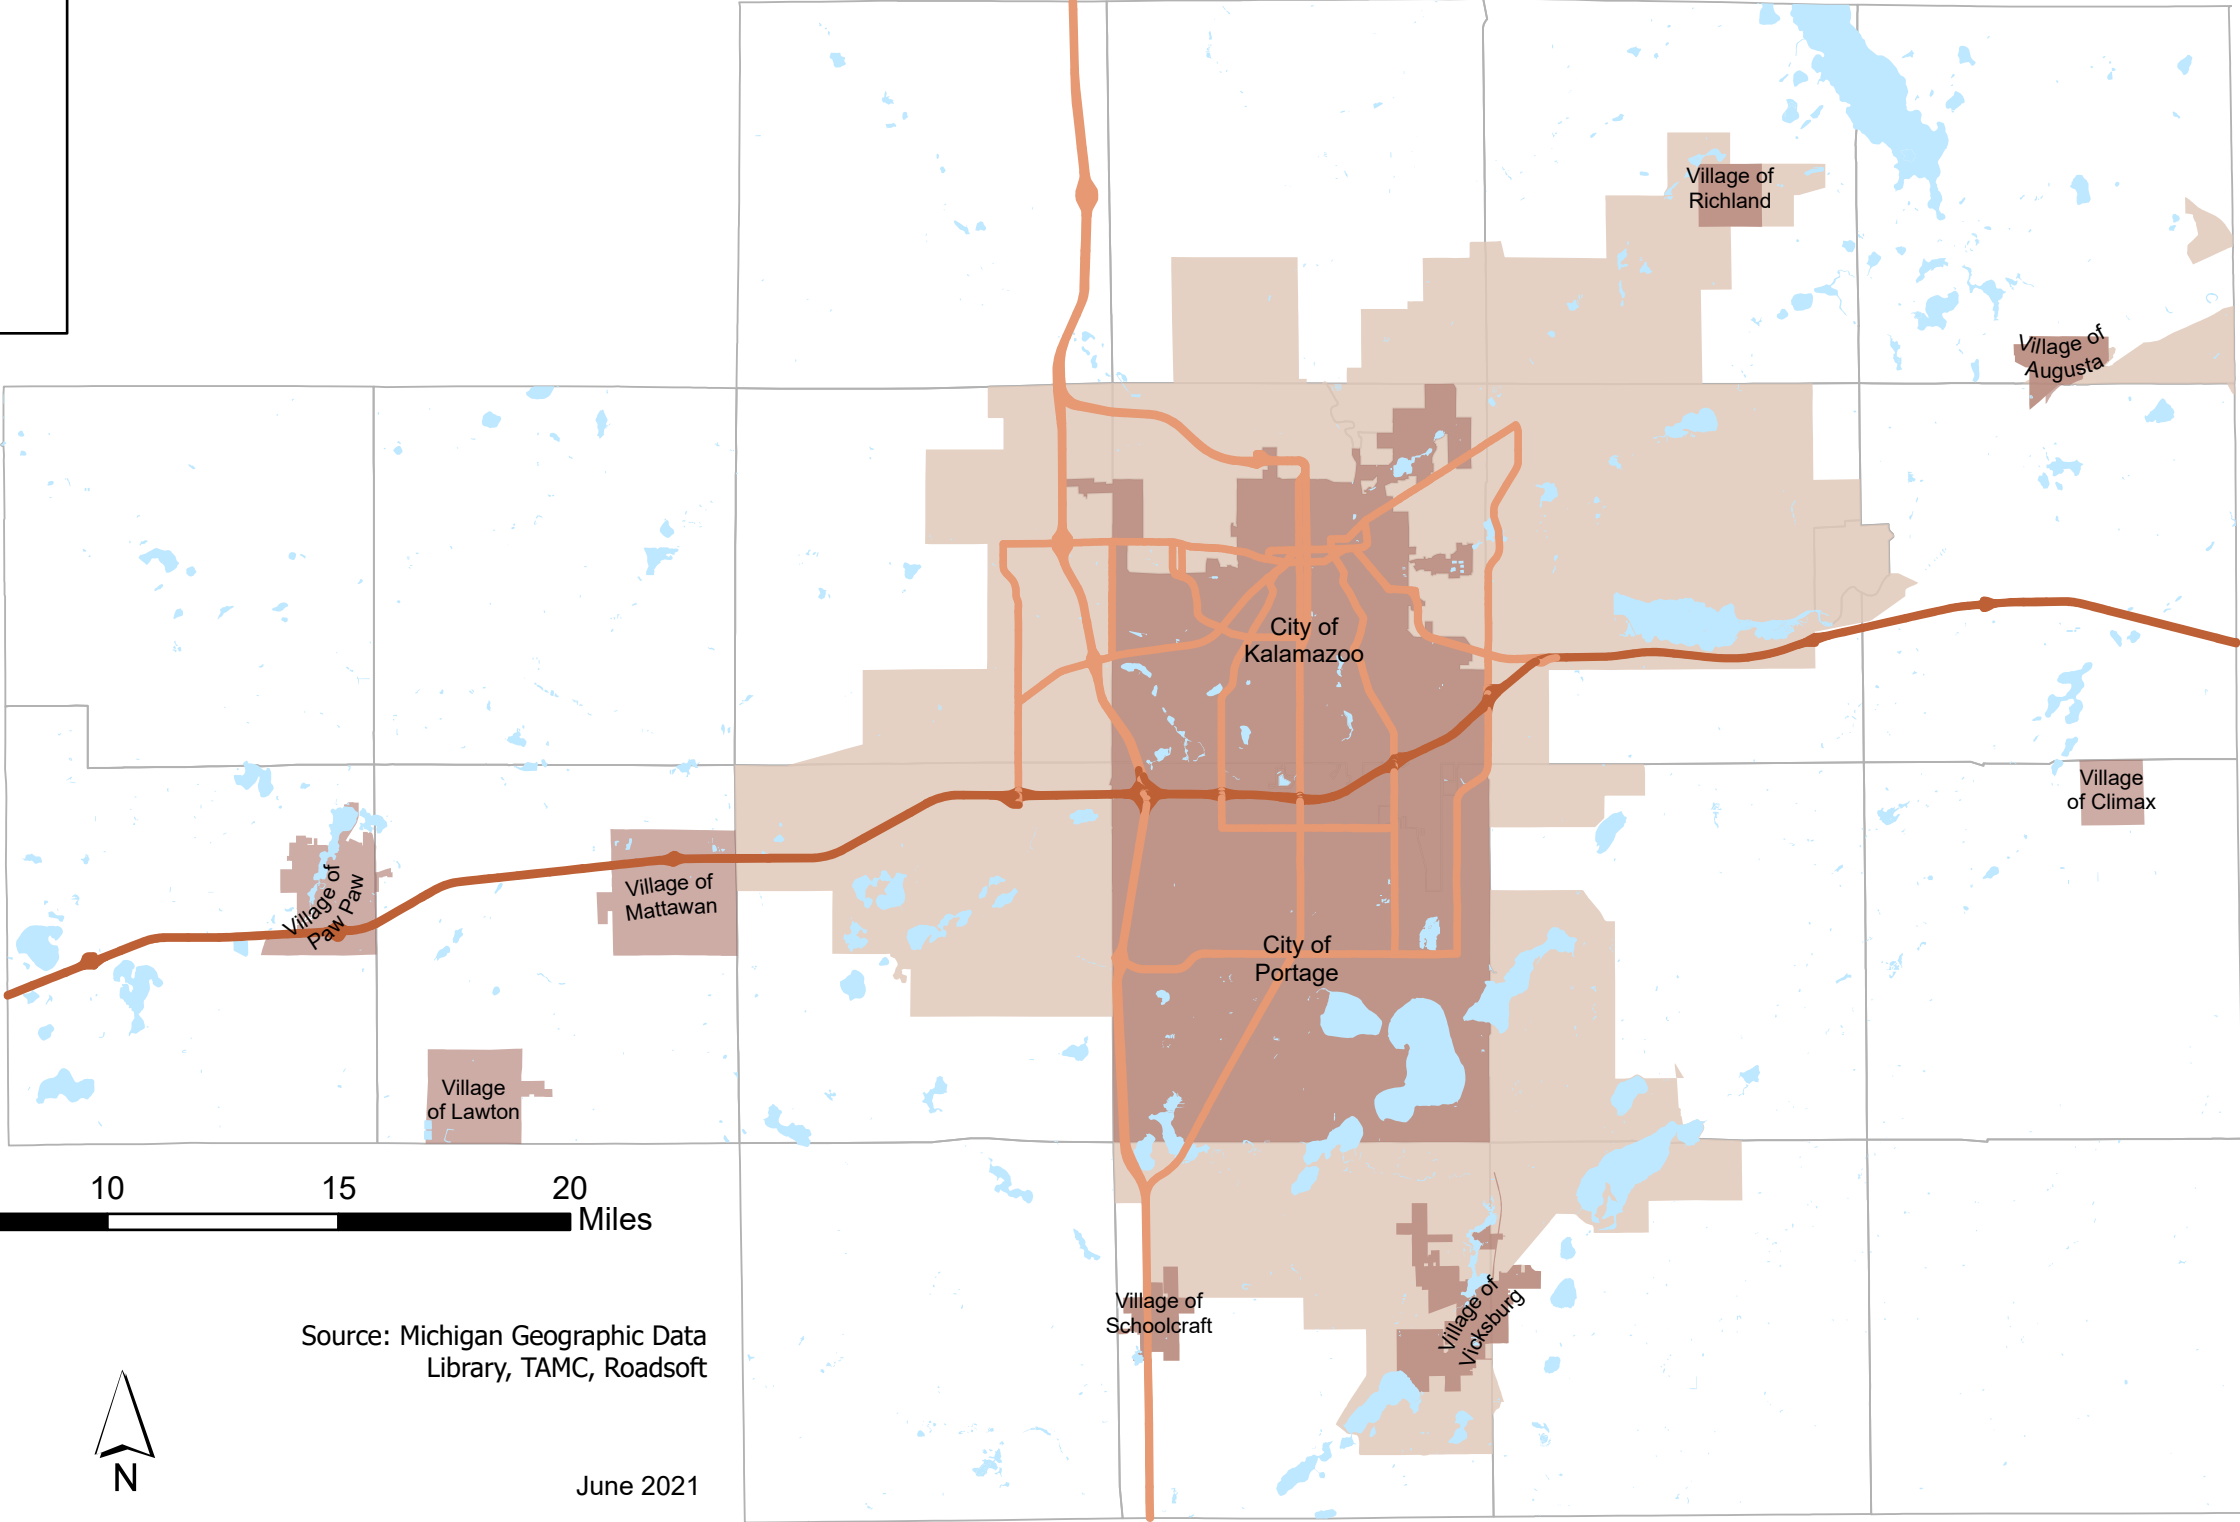 Village of
Richland
Village of
Augusta
City of
Kalamazoo
Village
of Climax
Village of
Paw Paw
Village of
Mattawan
City of
Portage
Village
of Lawton
10 15 20
Miles
Village of
Schoolcraft
Village of
Vicksburg
Source: Michigan Geographic Data
Library, TAMC, Roadsoft
N
June 2021